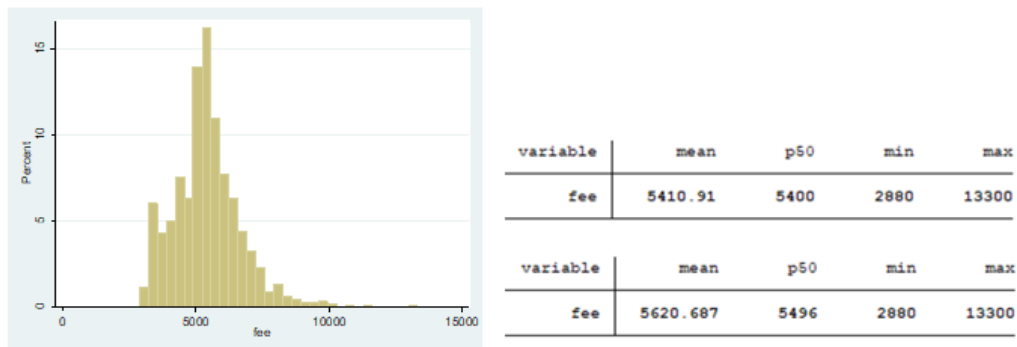 Percent
15
10
5
0
0 5000 10000 15000
fee
variable mean p50 min max
fee 5410.91 5400 2880 13300
variable mean p50 min max
fee 5620.687 5496 2880 13300